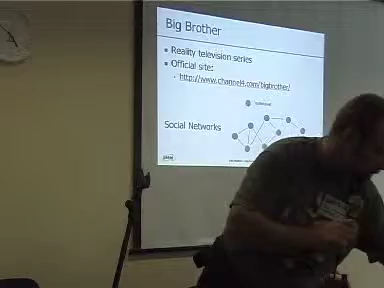 Big Brother
Reality television series
Official site:
http://www.channel4.com/bigbrother/
Social Networks